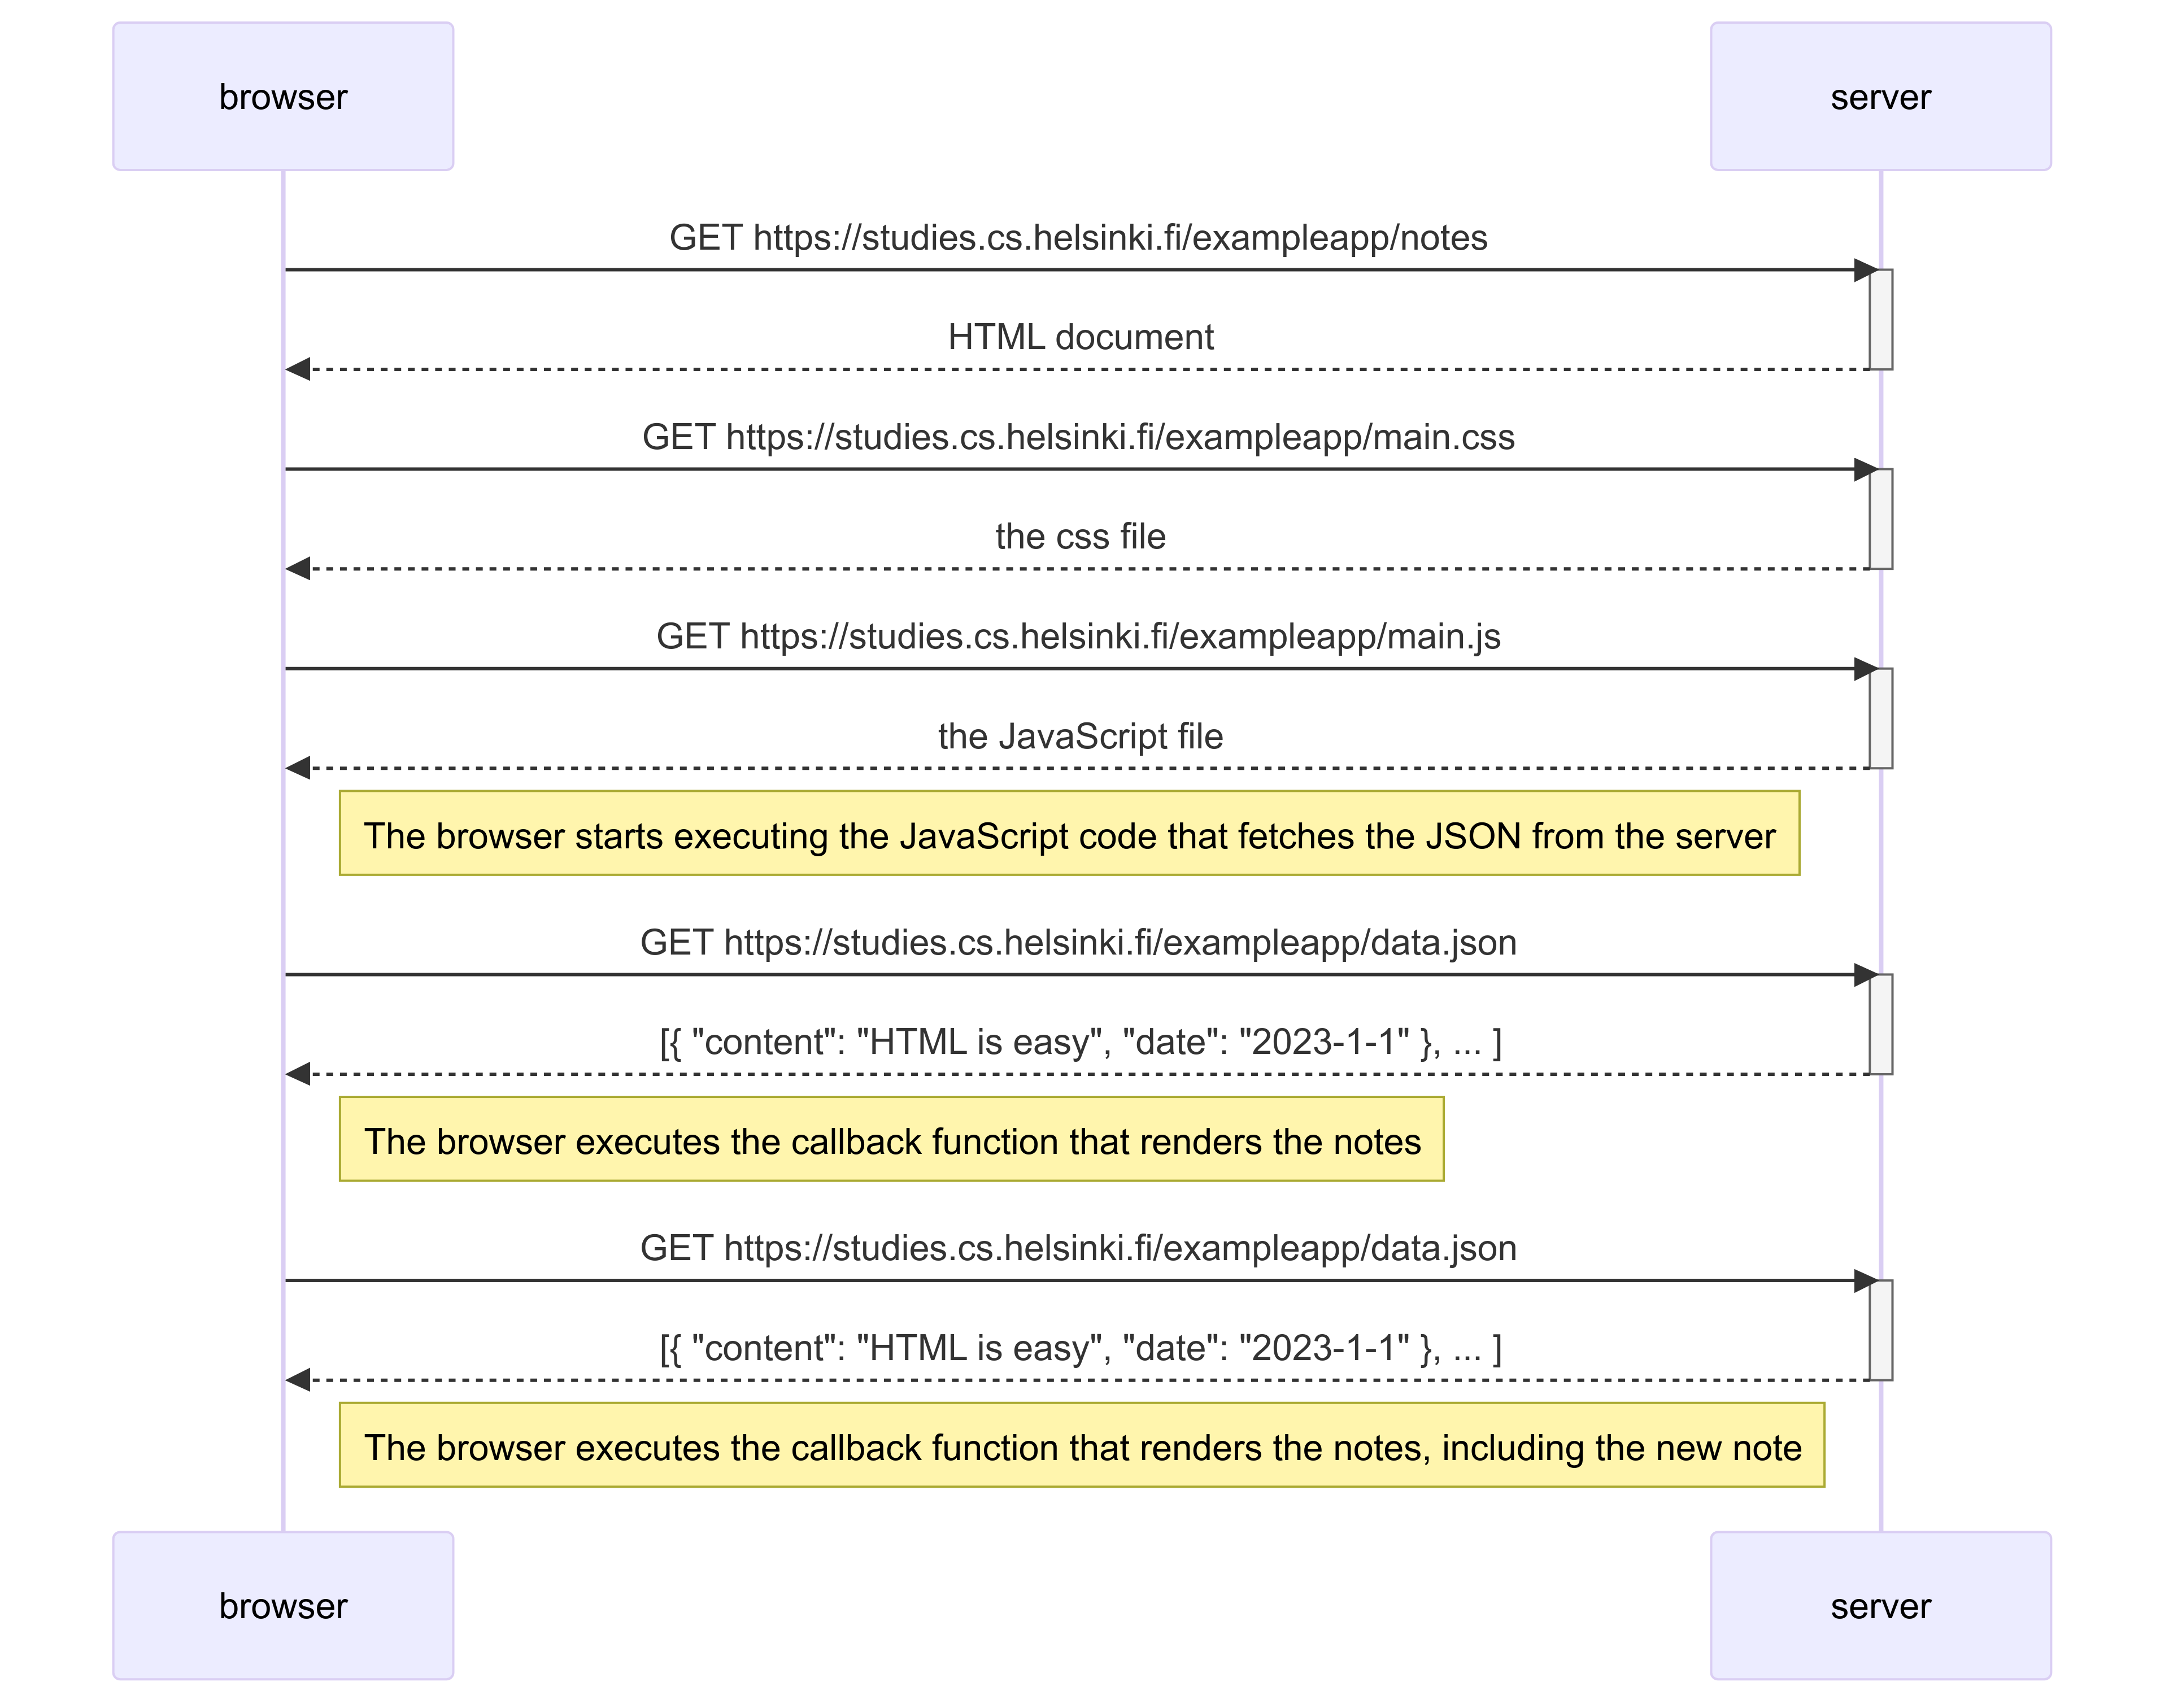 browser
server
GET https://studies.cs.helsinki.fi/exampleapp/notes
HTML document
GET https://studies.cs.helsinki.fi/exampleapp/main.css
the css file
GET https://studies.cs.helsinki.fi/exampleapp/main.js
the JavaScript file
The browser starts executing the JavaScript code that fetches the JSON from the server
GET https://studies.cs.helsinki.fi/exampleapp/data.json
[{ "content": "HTML is easy", "date": "2023-1-1" }, ... ]
The browser executes the callback function that renders the notes
GET https://studies.cs.helsinki.fi/exampleapp/data.json
[{ "content": "HTML is easy", "date": "2023-1-1" }, ... ]
The browser executes the callback function that renders the notes, including the new note
browser
server